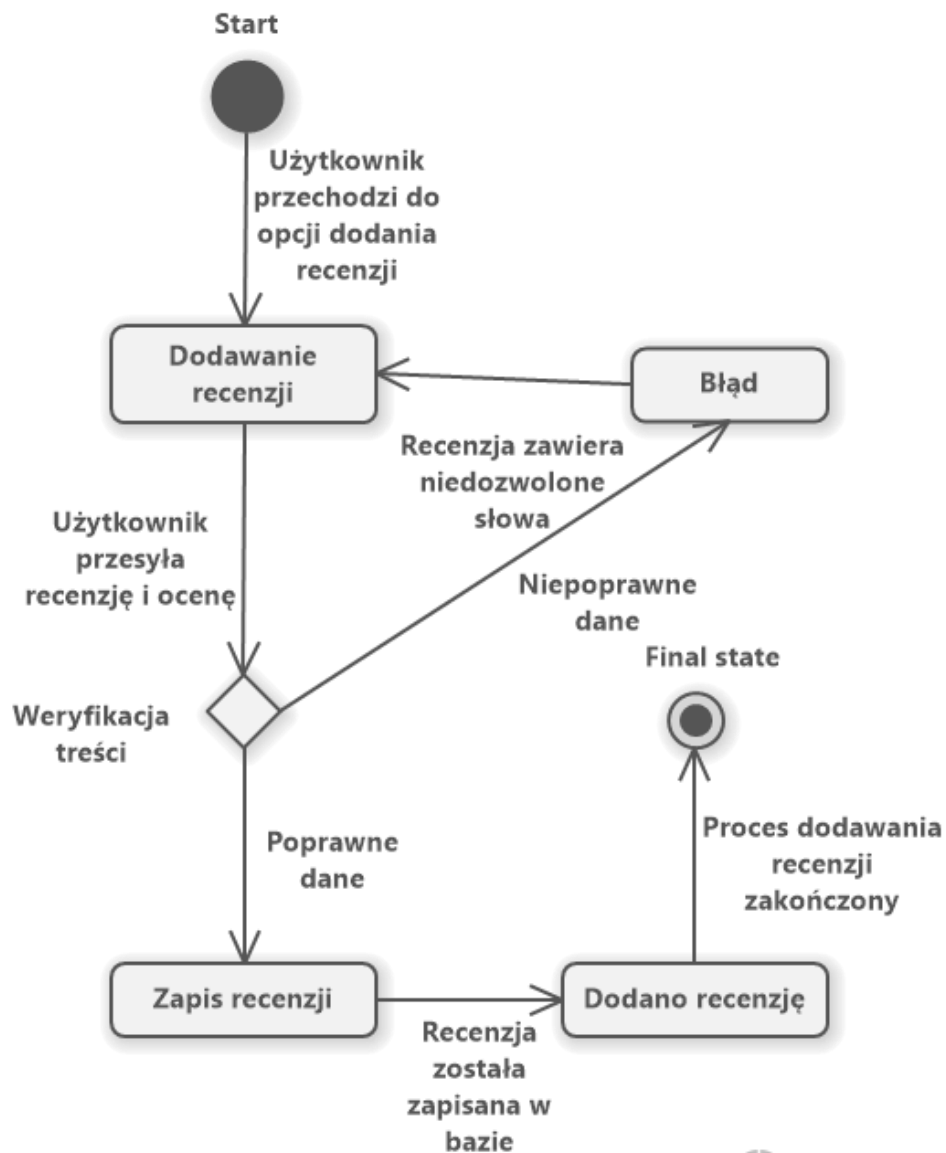 Start
Użytkownik
przechodzi do
opcji dodania
recenzji
Dodawanie
recenzji
Błąd
Recenzja zawiera
niedozwolone
słowa
Użytkownik
przesyła
recenzję i ocenę
Niepoprawne
dane
Final state
Weryfikacja
treści
Poprawne
dane
Proces dodawania
recenzji
zakończony
Zapis recenzji
Dodano recenzję
Recenzja
została
zapisana w
bazie